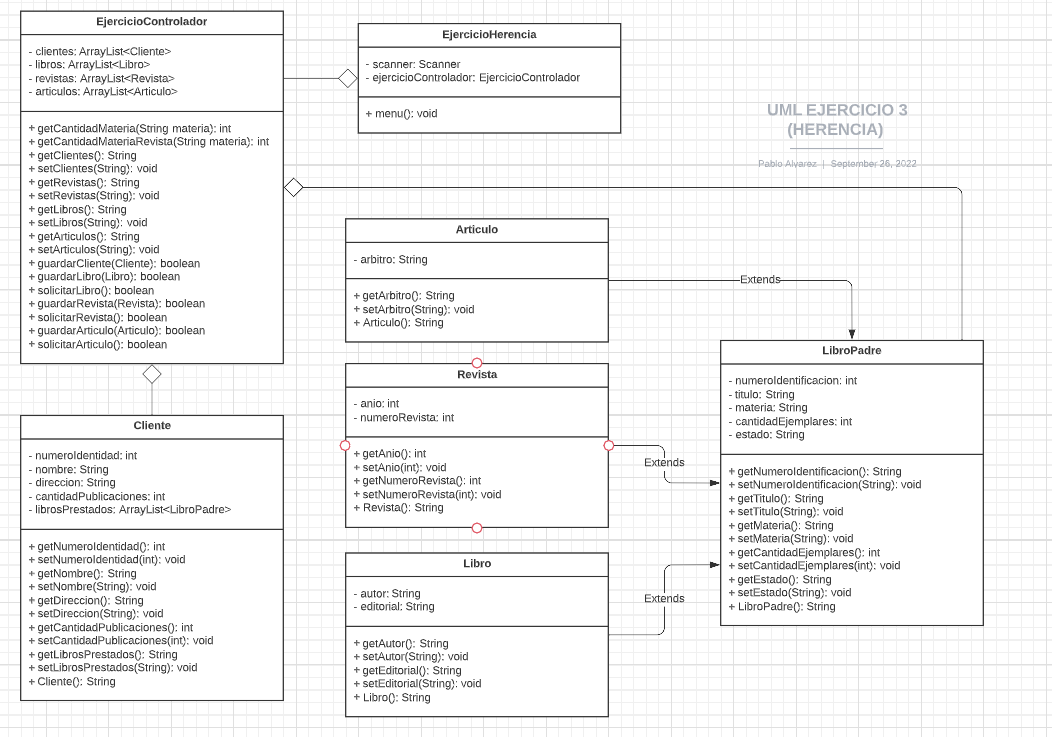 EjercicioControlador
- clientes: ArrayList<Cliente>
- libros: ArrayList<Libro>
- revistas: ArrayList<Revista>
- articulos: ArrayList<Articulo>
+ getCantidadMateria(String materia): int
+ getCantidadMateriaRevista(String materia): int
+ getClientes(): String
+ setClientes(String): void
+ getRevistas(): String
+ setRevistas(String): void
+ getLibros(): String
+ setLibros(String): void
+ getArticulos(): String
+ setArticulos(String): void
+ guardarCliente(Cliente): boolean
+ guardarLibro(Libro): boolean
+ solicitarLibro(): boolean
+ guardarRevista(Revista): boolean
+ solicitarRevista(): boolean
+ guardarArticulo(Articulo): boolean
+ solicitarArticulo(): boolean
EjercicioHerencia
- scanner: Scanner
- ejercicioControlador: EjercicioControlador
+ menu(): void
UML EJERCICIO 3
(HERENCIA)
Pablo Alvarez | September 26, 2022
Articulo
- arbitro: String
+ getArbitro(): String
+ setArbitro(String): void
+ Articulo(): String
Extends
Revista
- anio: int
- numeroRevista: int
+ getAnio(): int
+ setAnio(int): void
+ getNumeroRevista(): int
+ setNumeroRevista(int): void
+ Revista(): String
Extends
Libro
- autor: String
- editorial: String
+ getAutor(): String
+ setAutor(String): void
+ getEditorial(): String
+ setEditorial(String): void
+ Libro(): String
Extends
LibroPadre
- numeroIdentificacion: int
- titulo: String
- materia: String
- cantidadEjemplares: int
- estado: String
+ getNumeroIdentificacion(): String
+ setNumeroIdentificacion(String): void
+ getTitulo(): String
+ setTitulo(String): void
+ getMateria(): String
+ setMateria(String): void
+ getCantidadEjemplares(): int
+ setCantidadEjemplares(int): void
+ getEstado(): String
+ setEstado(String): void
+ LibroPadre(): String
Cliente
- numeroIdentidad: int
- nombre: String
- direccion: String
- cantidadPublicaciones: int
- librosPrestados: ArrayList<LibroPadre>
+ getNumeroIdentidad(): int
+ setNumeroIdentidad(int): void
+ getNombre(): String
+ setNombre(String): void
+ getDireccion(): String
+ setDireccion(String): void
+ getCantidadPublicaciones(): int
+ setCantidadPublicaciones(int): void
+ getLibrosPrestados(): String
+ setLibrosPrestados(String): void
+ Cliente(): String